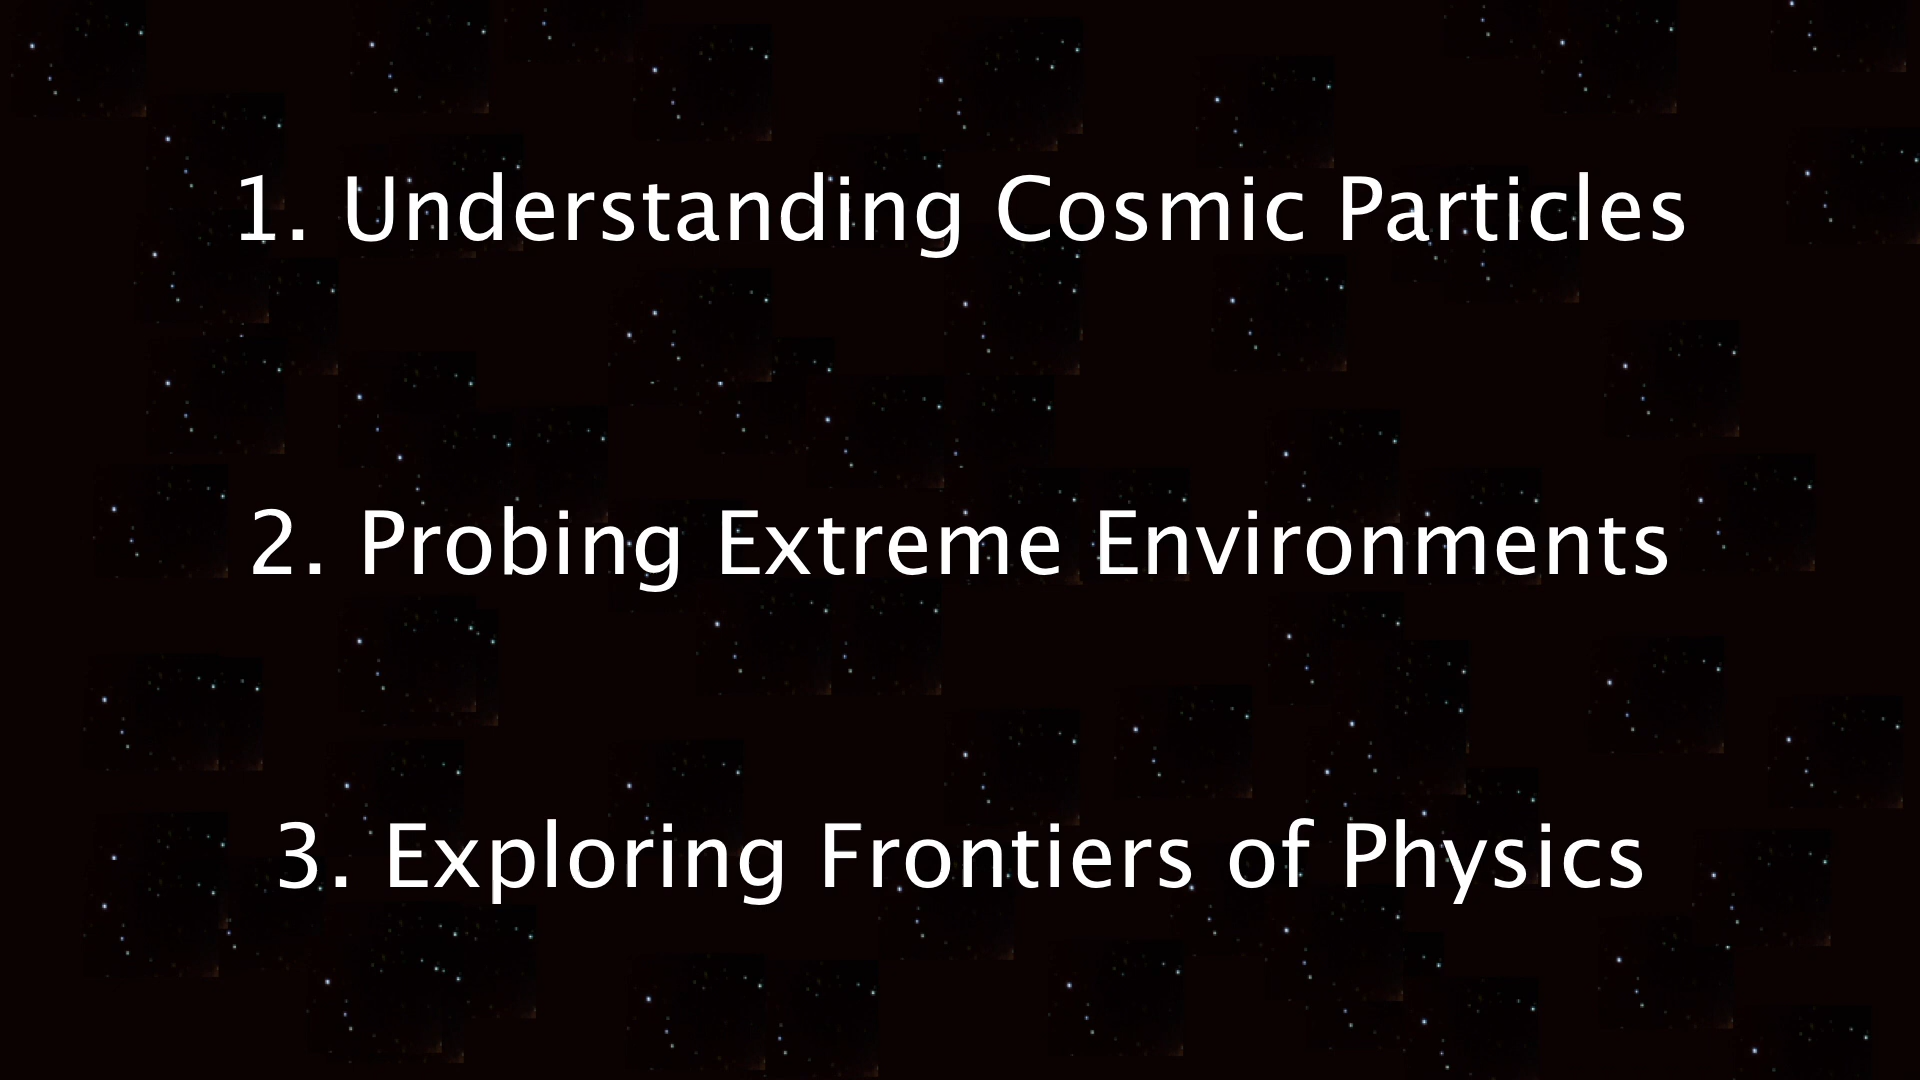 1. Understanding Cosmic Particles
2. Probing Extreme Environments
3. Exploring Frontiers of Physics